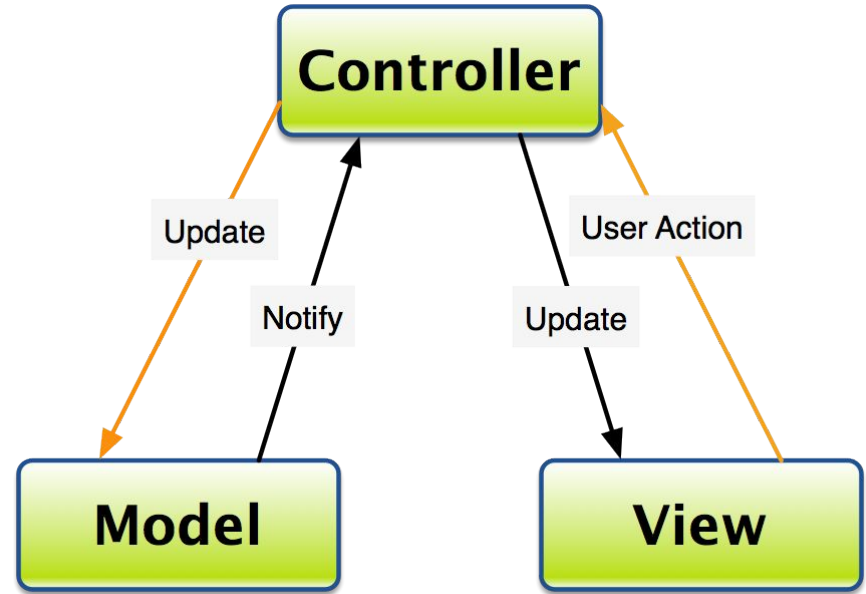 Controller
Update
User Action
Notify
Update
Model
View